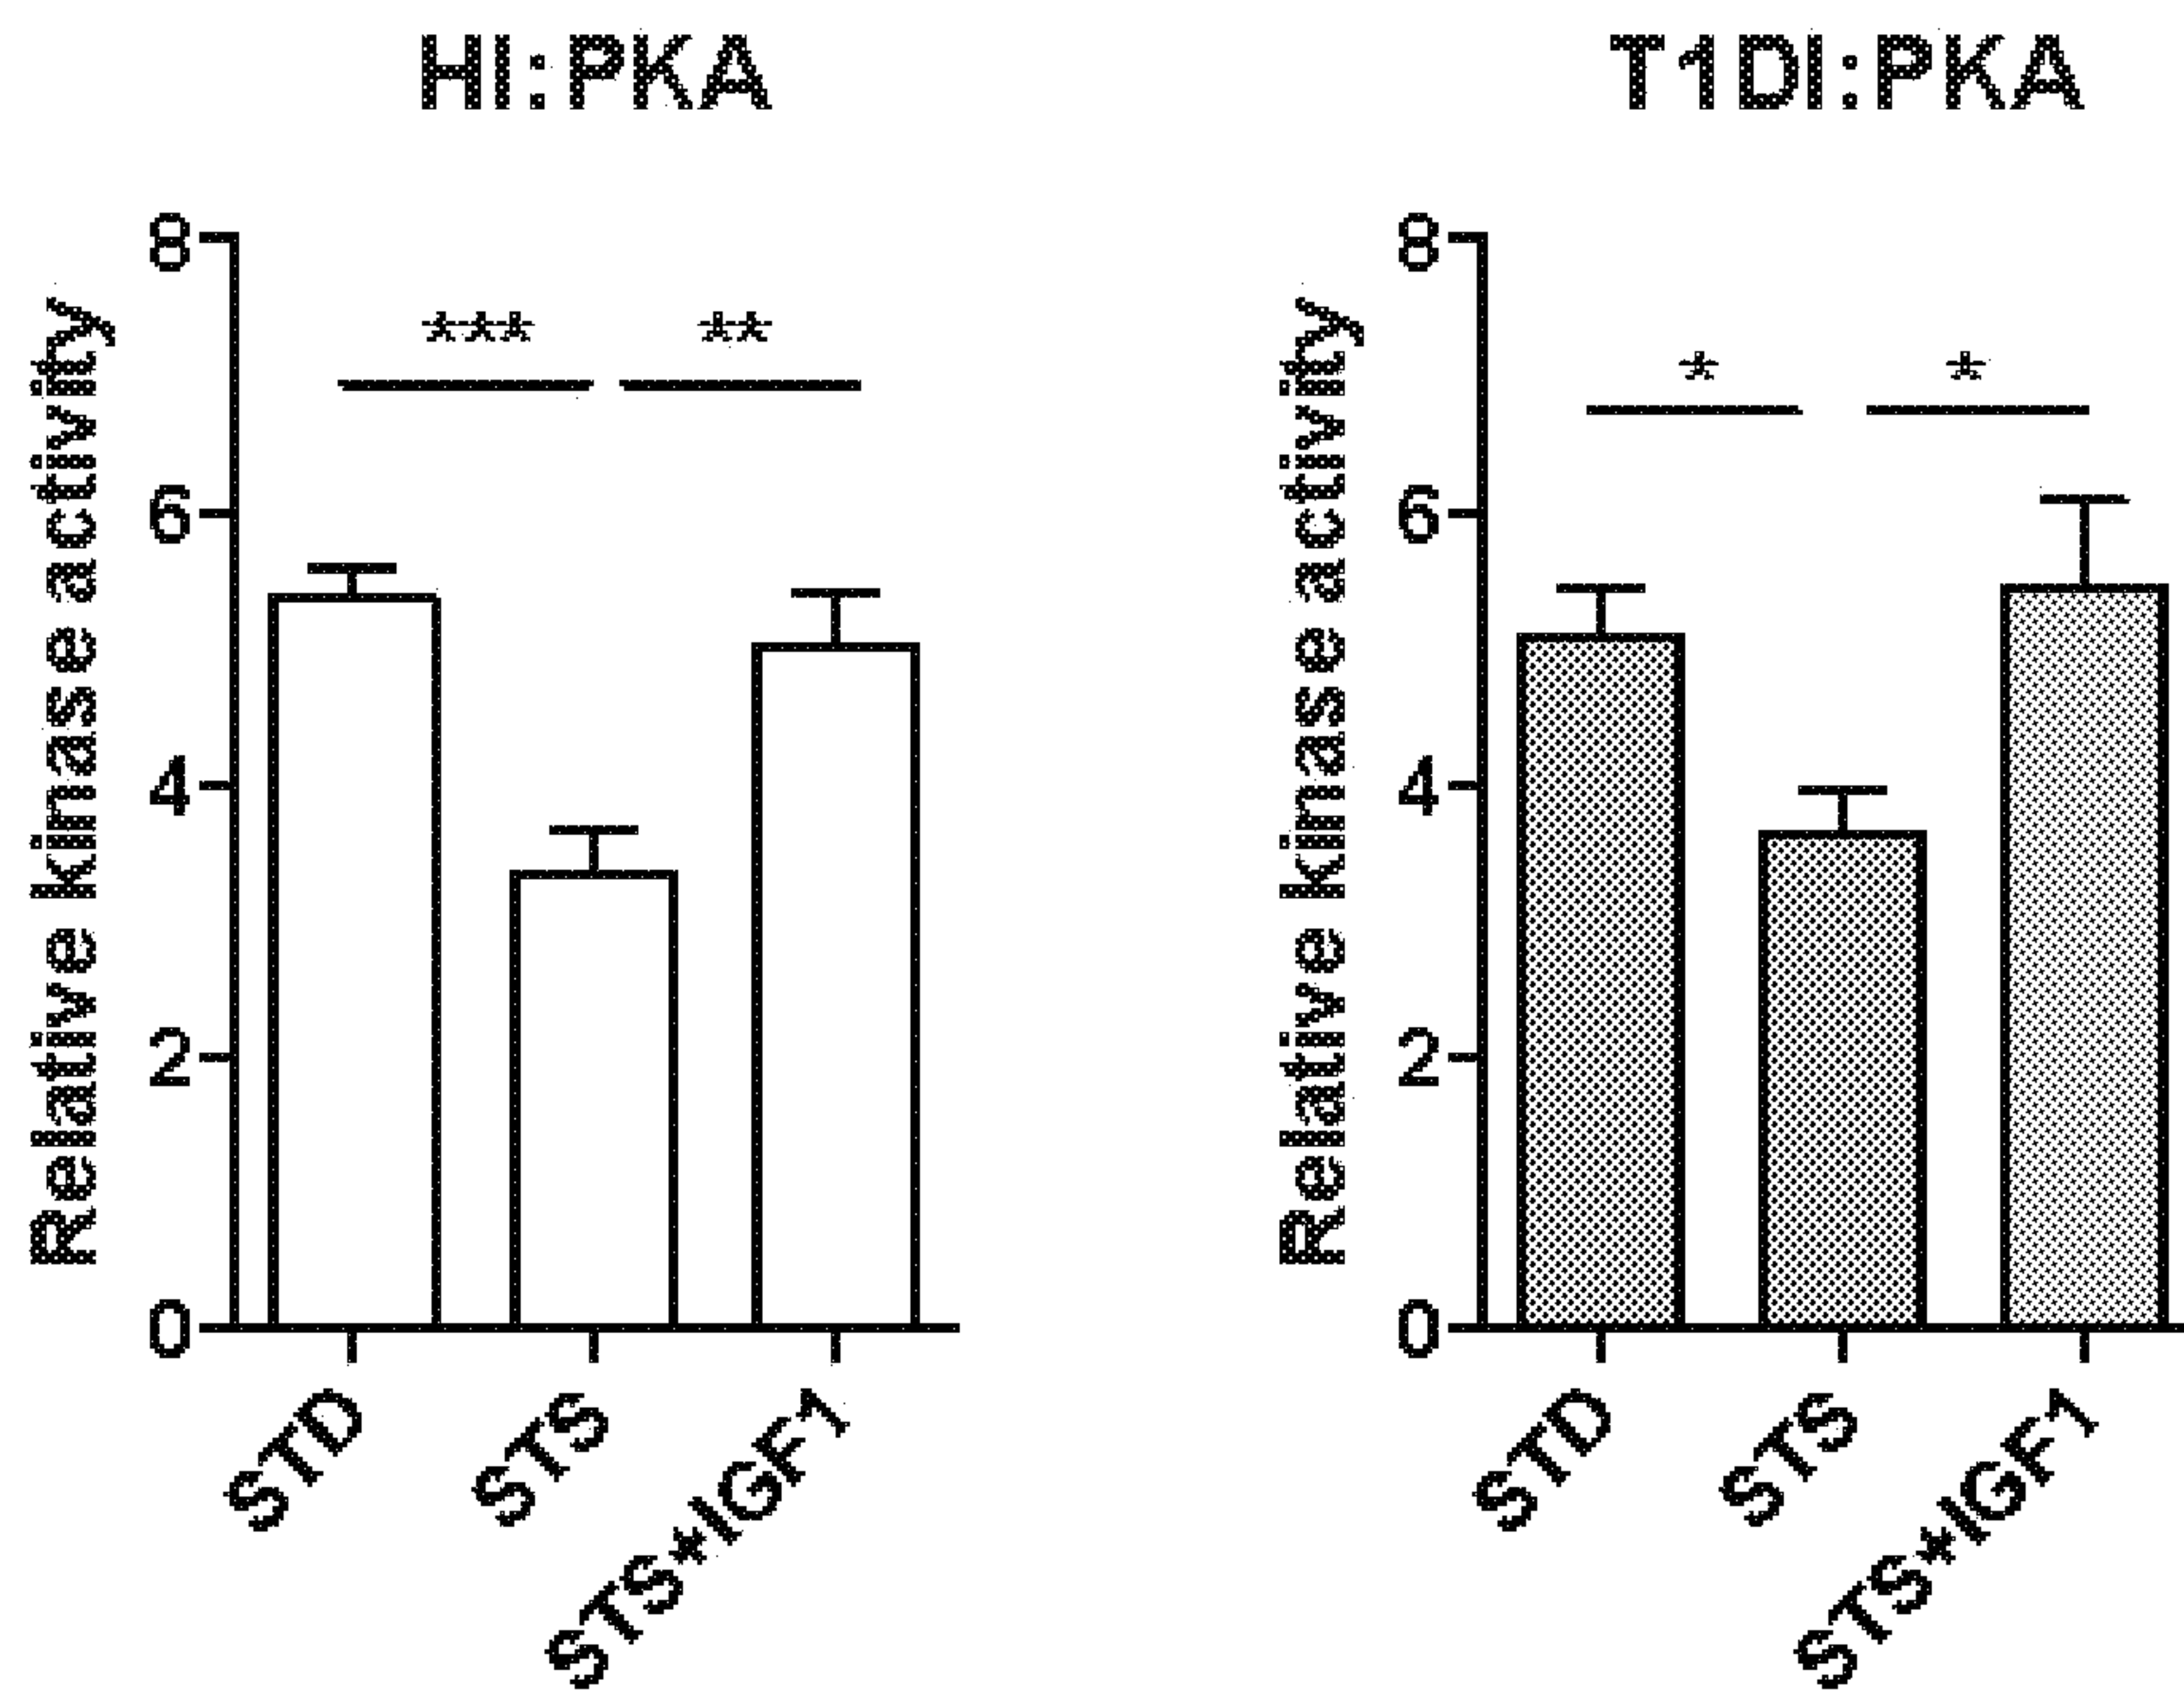 HI:PKA
Relative kinase activity
8
6
4
2
0
*** **
STD
STS
STS*IGF1
T1DI:PKA
Relative kinase activity
8
6
4
2
0
* *
STD
STS
STS*IGF1